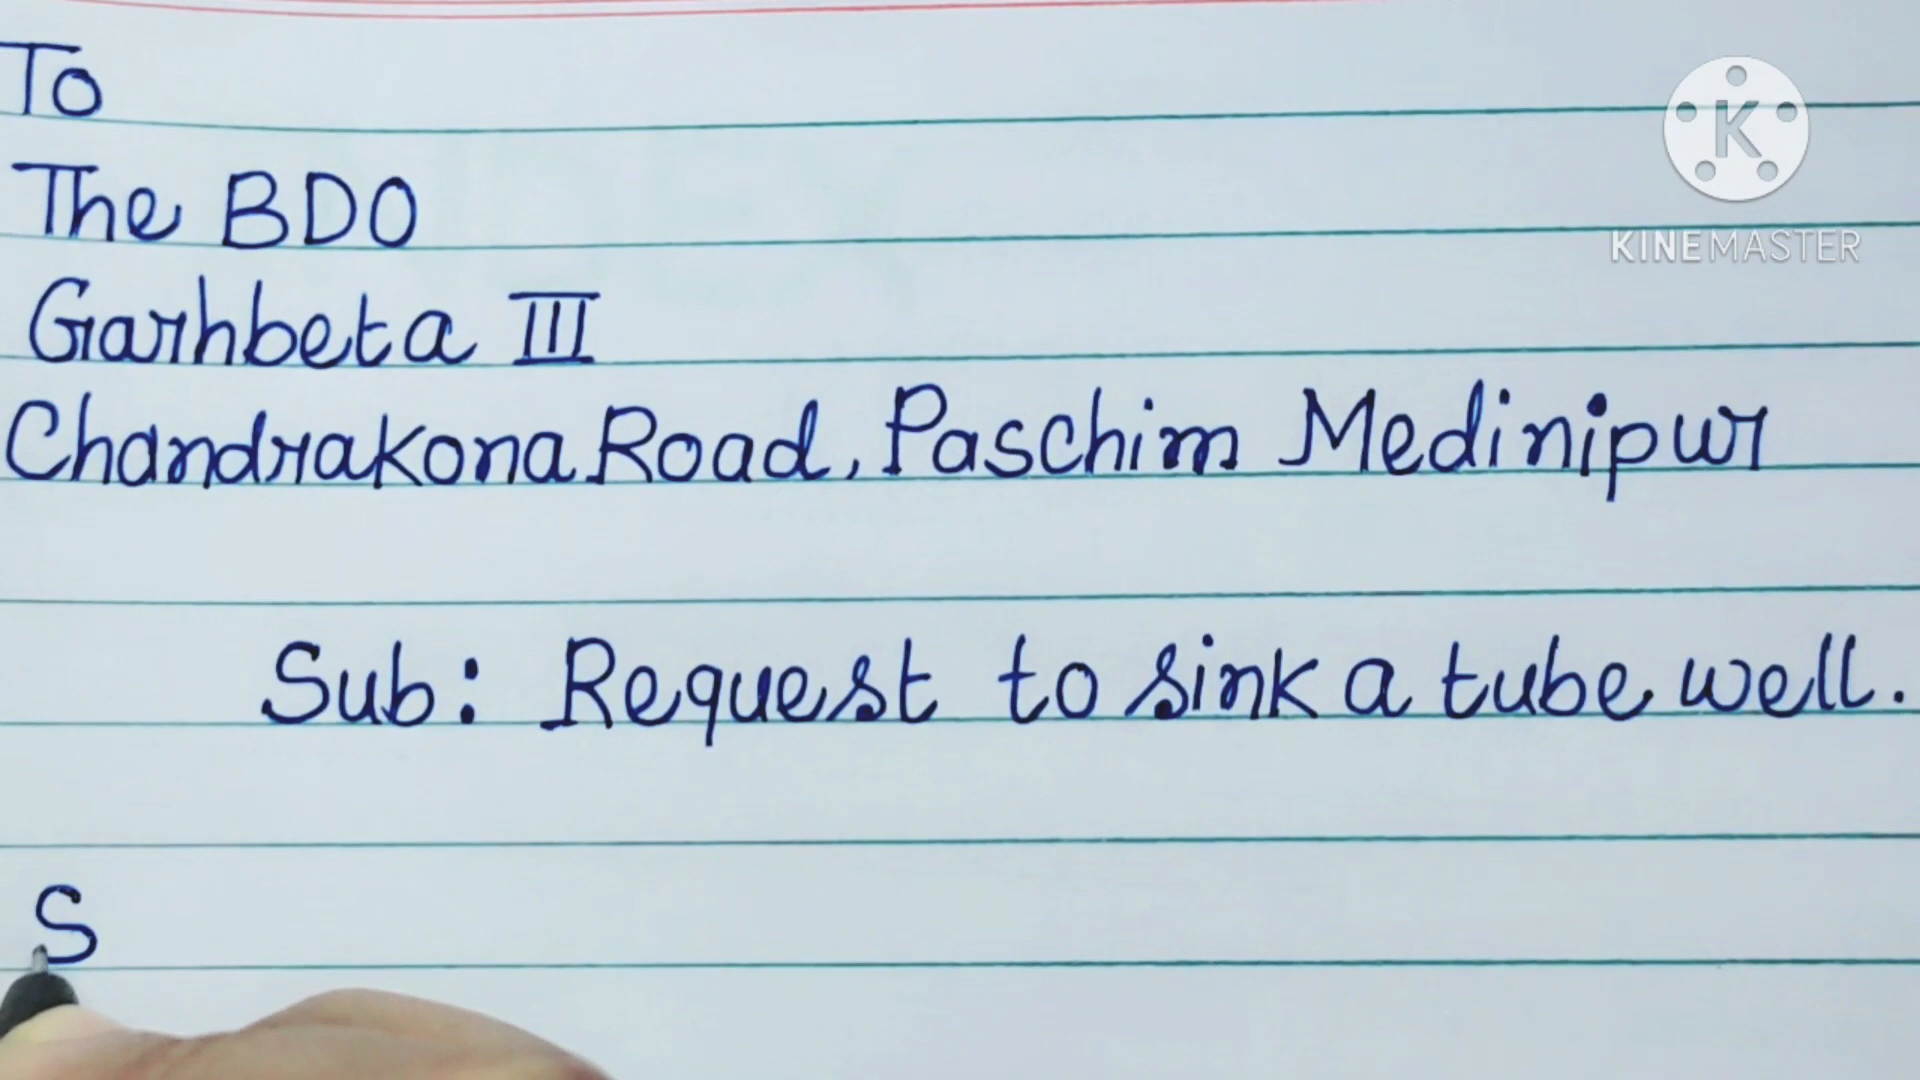 To
The BDO
Garhbeta III
Chandrakona Road, Paschim Medinipur
Sub: Request to sink a tube well.
S
K
KINEMASTER